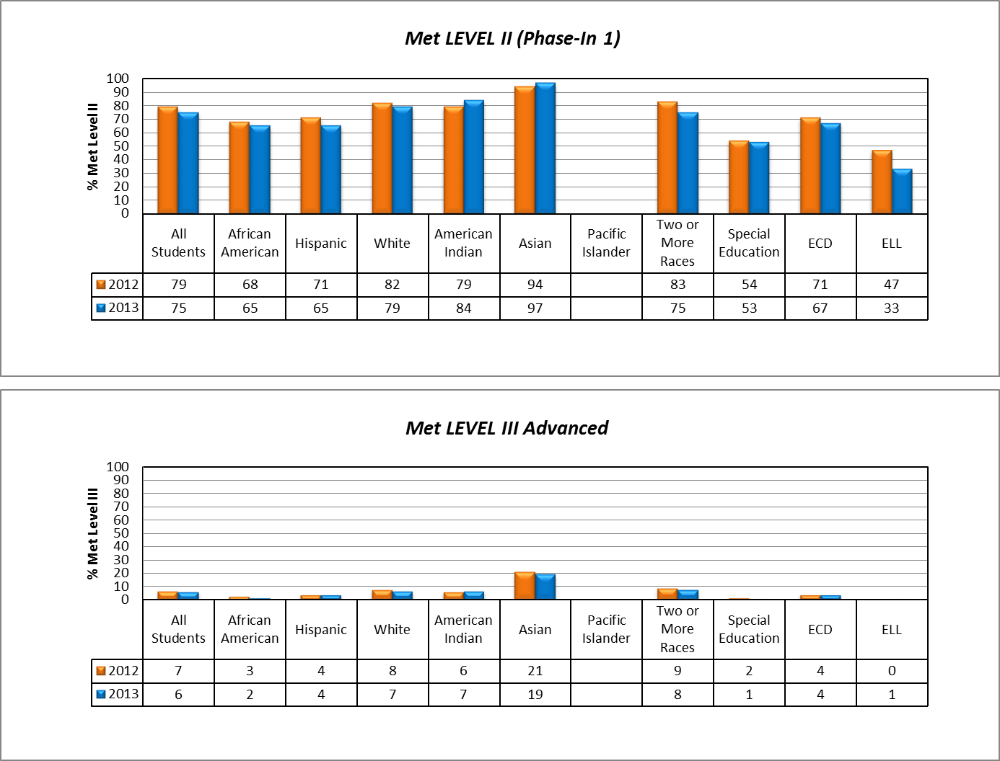 Met LEVEL II (Phase-In 1)
% Met Level II
100
90
80
70
60
50
40
30
20
10
0
All Students
African American
Hispanic
White
American Indian
Asian
Pacific Islander
Two or More Races
Special Education
ECD
ELL
2012 79 68 71 82 79 94 83 54 71 47
2013 75 65 65 79 84 97 75 53 67 33
Met LEVEL III Advanced
% Met Level III
100
90
80
70
60
50
40
30
20
10
0
All Students
African American
Hispanic
White
American Indian
Asian
Pacific Islander
Two or More Races
Special Education
ECD
ELL
2012 7 3 4 8 6 21 9 2 4 0
2013 6 2 4 7 7 19 8 1 4 1